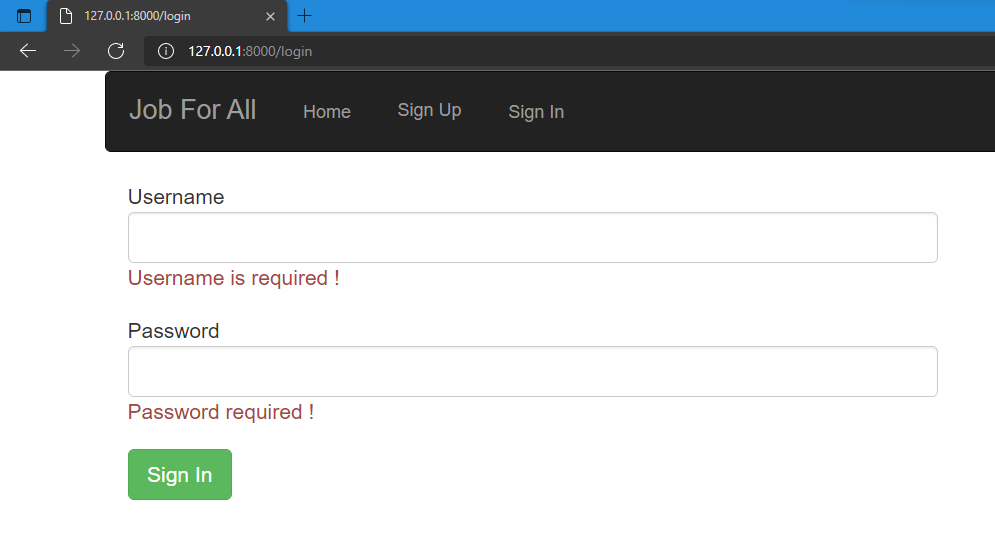 127.0.0.1:8000/login
127.0.0.1:8000/login
Job For All Home Sign Up Sign In
Username
Username is required !
Password
Password required !
Sign In